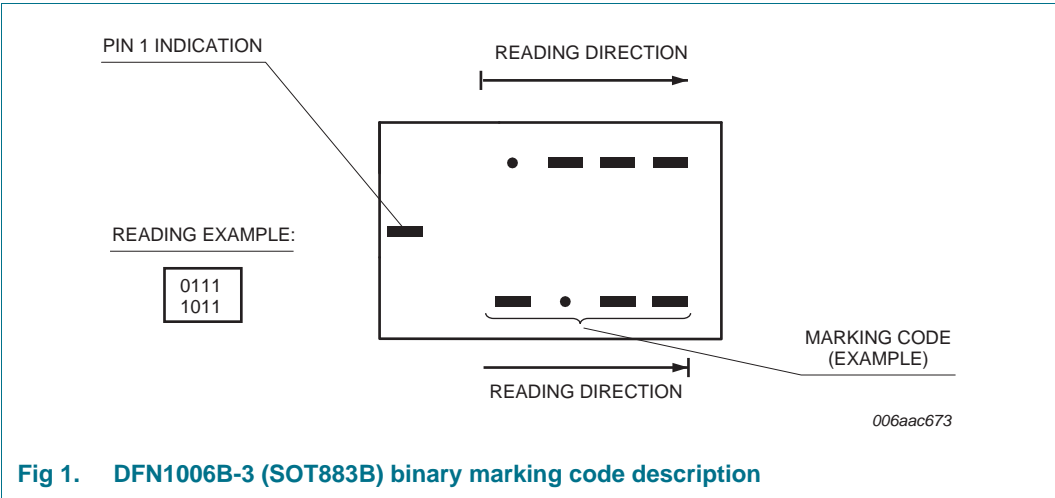 PIN 1 INDICATION
READING DIRECTION
READING EXAMPLE:
0111
1011
MARKING CODE
(EXAMPLE)
READING DIRECTION
006aac673
Fig 1. DFN1006B-3 (SOT883B) binary marking code description